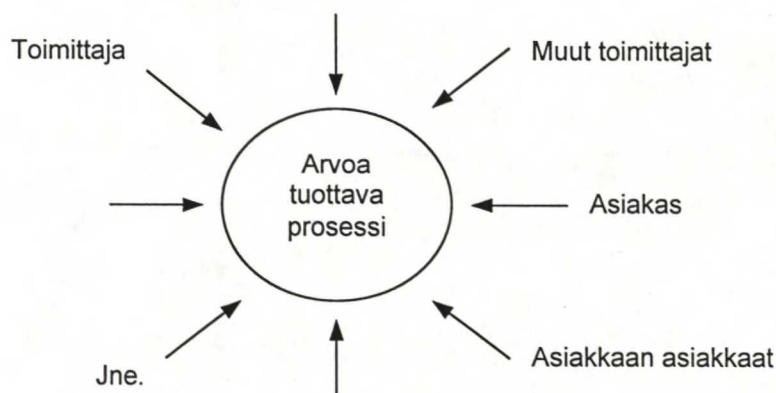 Toimittaja
Muut toimittajat
Arvoa
tuottava
prosessi
Asiakas
Jne.
Asiakkaan asiakkaat